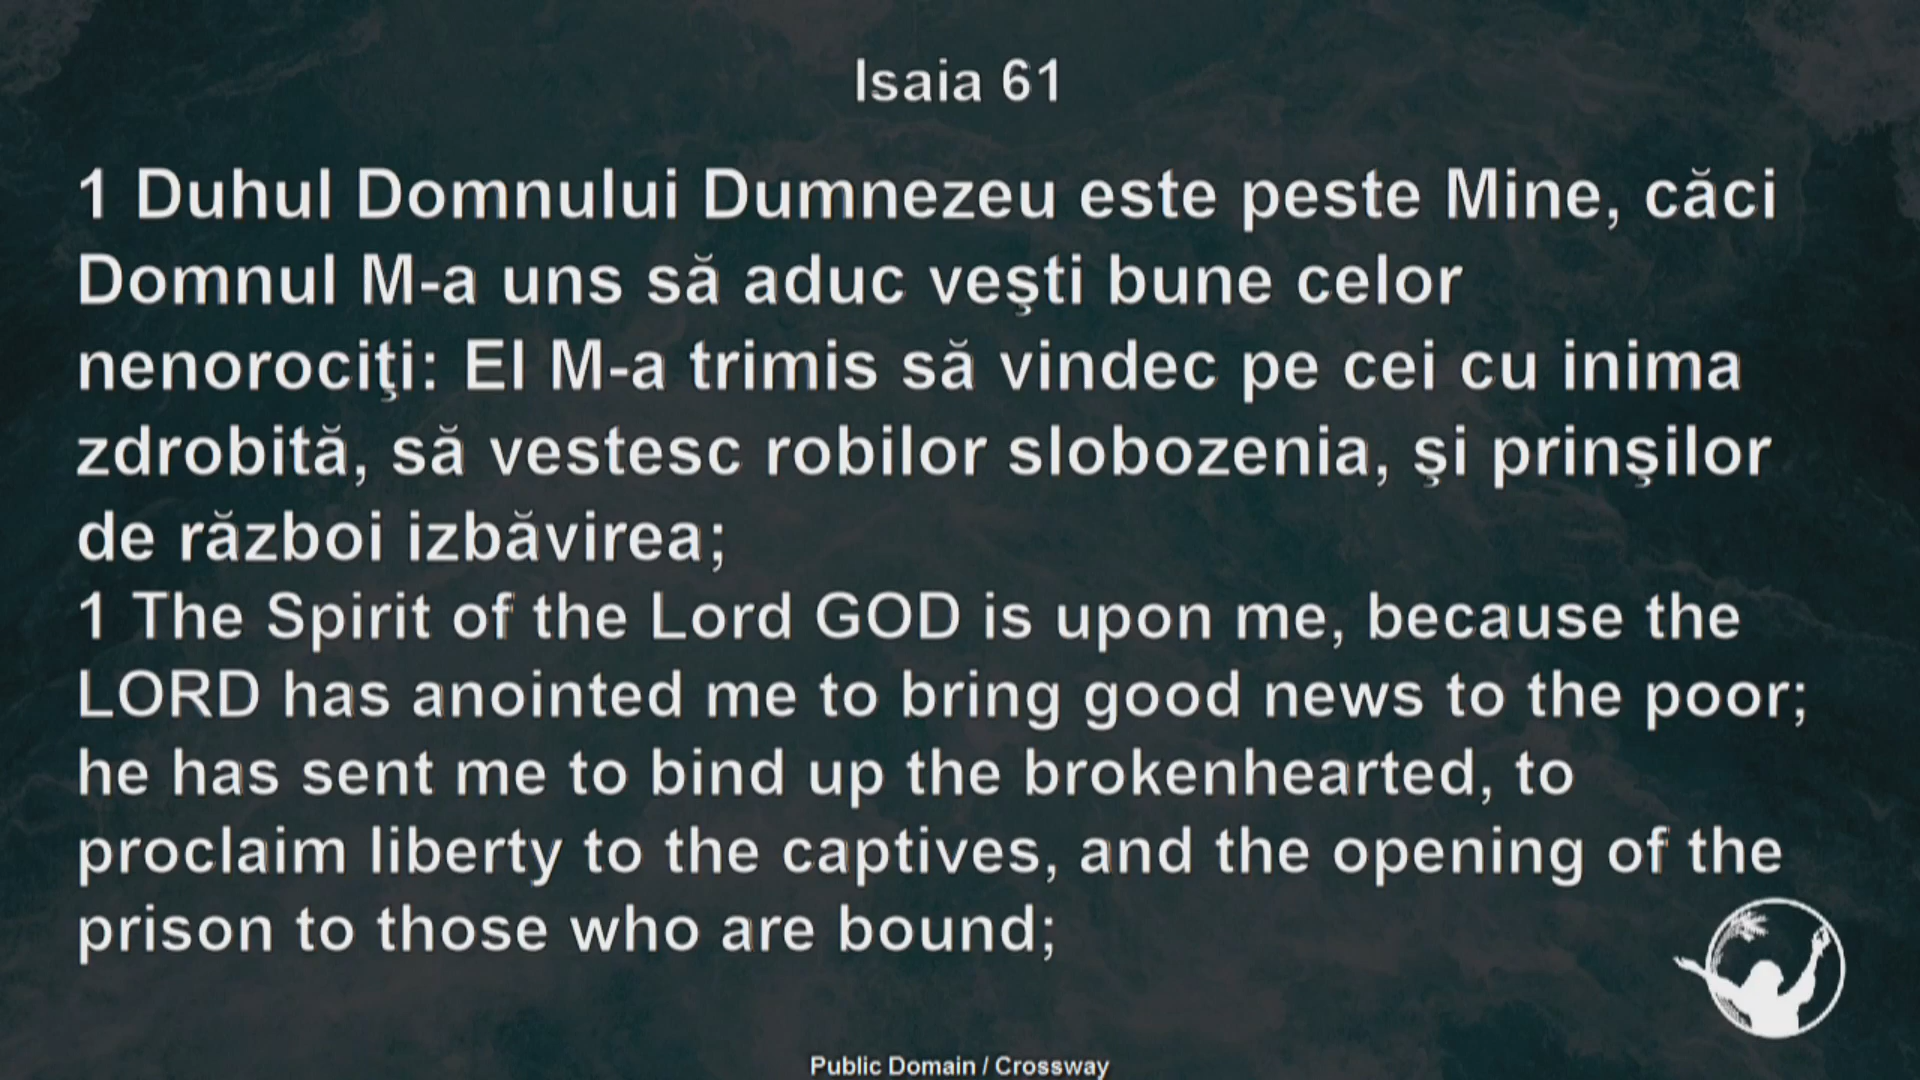 Isaia 61
1 Duhul Domnului Dumnezeu este peste Mine, căci
Domnul M-a uns să aduc veşti bune celor
nenorociţi: El M-a trimis să vindec pe cei cu inima
zdrobită, să vestesc robilor slobozenia, şi prinşilor
de război izbăvirea;
1 The Spirit of the Lord GOD is upon me, because the
LORD has anointed me to bring good news to the poor;
he has sent me to bind up the brokenhearted, to
proclaim liberty to the captives, and the opening of the
prison to those who are bound;
Public Domain / Crossway